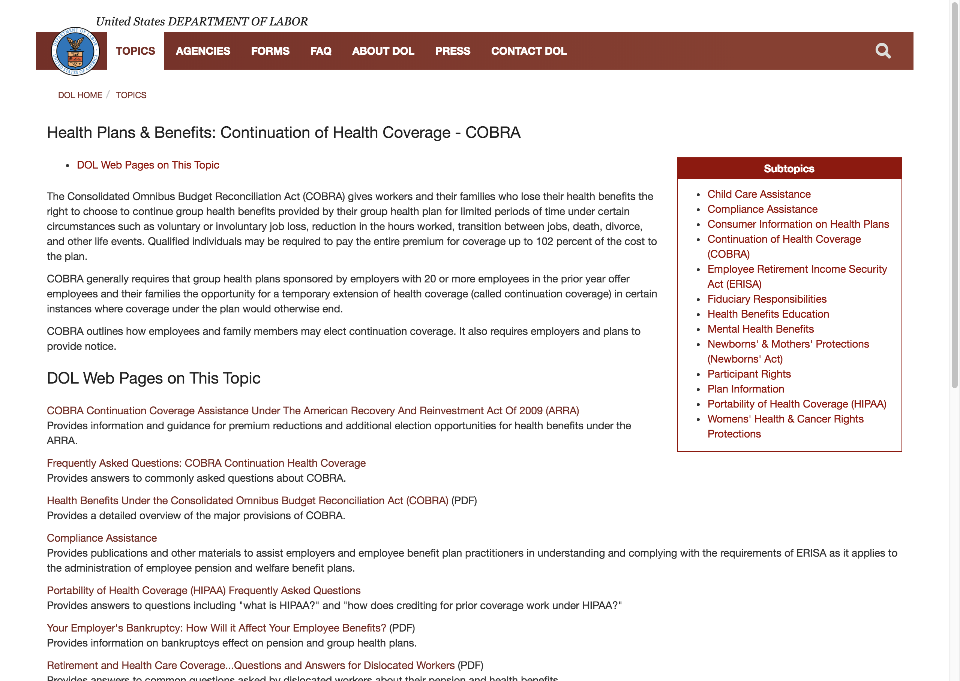 United States DEPARTMENT OF LABOR
TOPICS AGENCIES FORMS FAQ ABOUT DOL PRESS CONTACT DOL
DOL HOME / TOPICS
Health Plans & Benefits: Continuation of Health Coverage - COBRA
• DOL Web Pages on This Topic
The Consolidated Omnibus Budget Reconciliation Act (COBRA) gives workers and their families who lose their health benefits the
right to choose to continue group health benefits provided by their group health plan for limited periods of time under certain
circumstances such as voluntary or involuntary job loss, reduction in the hours worked, transition between jobs, death, divorce,
and other life events. Qualified individuals may be required to pay the entire premium for coverage up to 102 percent of the cost to
the plan.
COBRA generally requires that group health plans sponsored by employers with 20 or more employees in the prior year offer
employees and their families the opportunity for a temporary extension of health coverage (called continuation coverage) in certain
instances where coverage under the plan would otherwise end.
COBRA outlines how employees and family members may elect continuation coverage. It also requires employers and plans to
provide notice.
Subtopics
• Child Care Assistance
• Compliance Assistance
• Consumer Information on Health Plans
• Continuation of Health Coverage
(COBRA)
• Employee Retirement Income Security
Act (ERISA)
• Fiduciary Responsibilities
• Health Benefits Education
• Mental Health Benefits
• Newborns' & Mothers' Protections
(Newborns' Act)
• Participant Rights
• Plan Information
• Portability of Health Coverage (HIPAA)
• Womens' Health & Cancer Rights
Protections
DOL Web Pages on This Topic
COBRA Continuation Coverage Assistance Under The American Recovery And Reinvestment Act Of 2009 (ARRA)
Provides information and guidance for premium reductions and additional election opportunities for health benefits under the
ARRA.
Frequently Asked Questions: COBRA Continuation Health Coverage
Provides answers to commonly asked questions about COBRA.
Health Benefits Under the Consolidated Omnibus Budget Reconciliation Act (COBRA) (PDF)
Provides a detailed overview of the major provisions of COBRA.
Compliance Assistance
Provides publications and other materials to assist employers and employee benefit plan practitioners in understanding and complying with the requirements of ERISA as it applies to
the administration of employee pension and welfare benefit plans.
Portability of Health Coverage (HIPAA) Frequently Asked Questions
Provides answers to questions including "what is HIPAA?" and "how does crediting for prior coverage work under HIPAA?"
Your Employer's Bankruptcy: How Will it Affect Your Employee Benefits? (PDF)
Provides information on bankruptcys effect on pension and group health plans.
Retirement and Health Care Coverage...Questions and Answers for Dislocated Workers (PDF)
Provides answers to common questions asked by dislocated workers about their pension and health benefits.